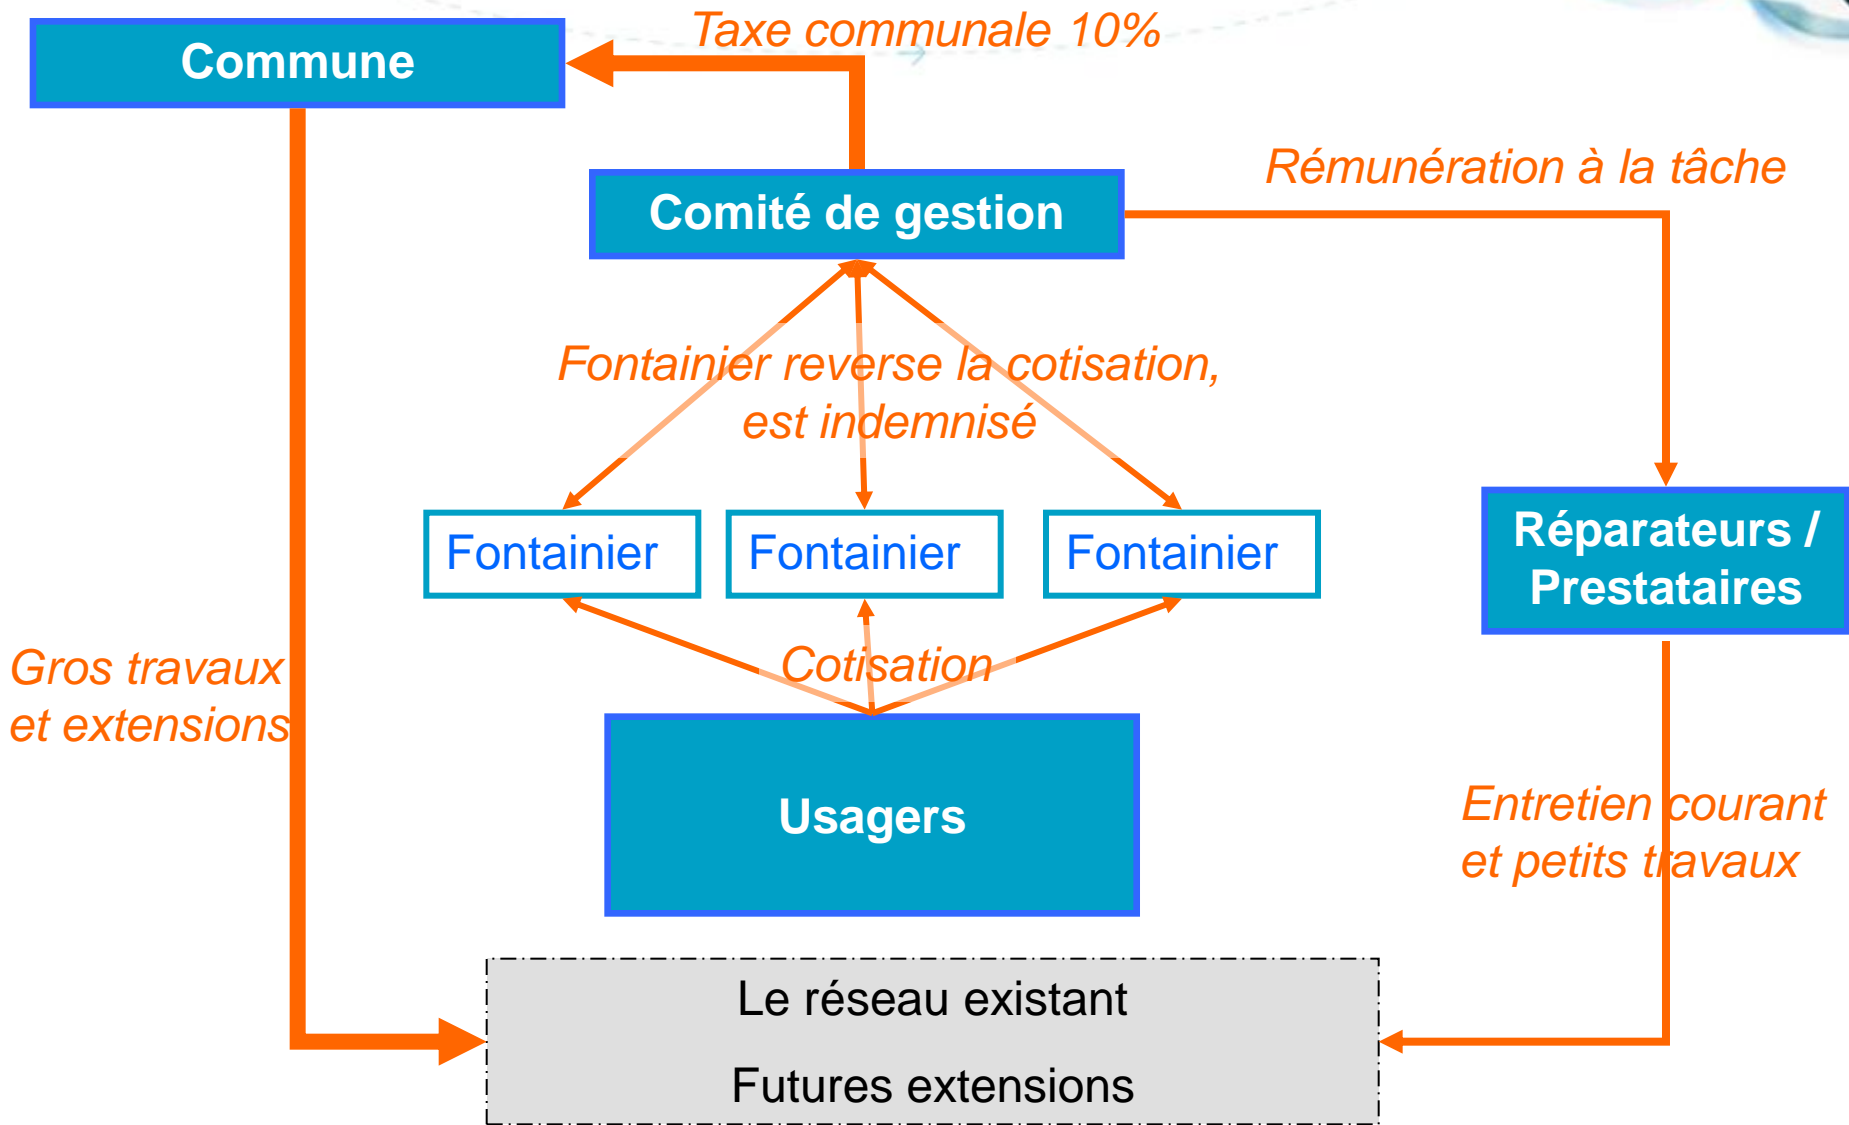 Taxe communale 10%
Commune
Rémunération à la tâche
Comité de gestion
Fontainier reverse la cotisation,
est indemnisé
Fontainier
Fontainier
Fontainier
Réparateurs /
Prestataires
Gros travaux
et extensions
Cotisation
Usagers
Entretien courant
et petits travaux
Le réseau existant
Futures extensions